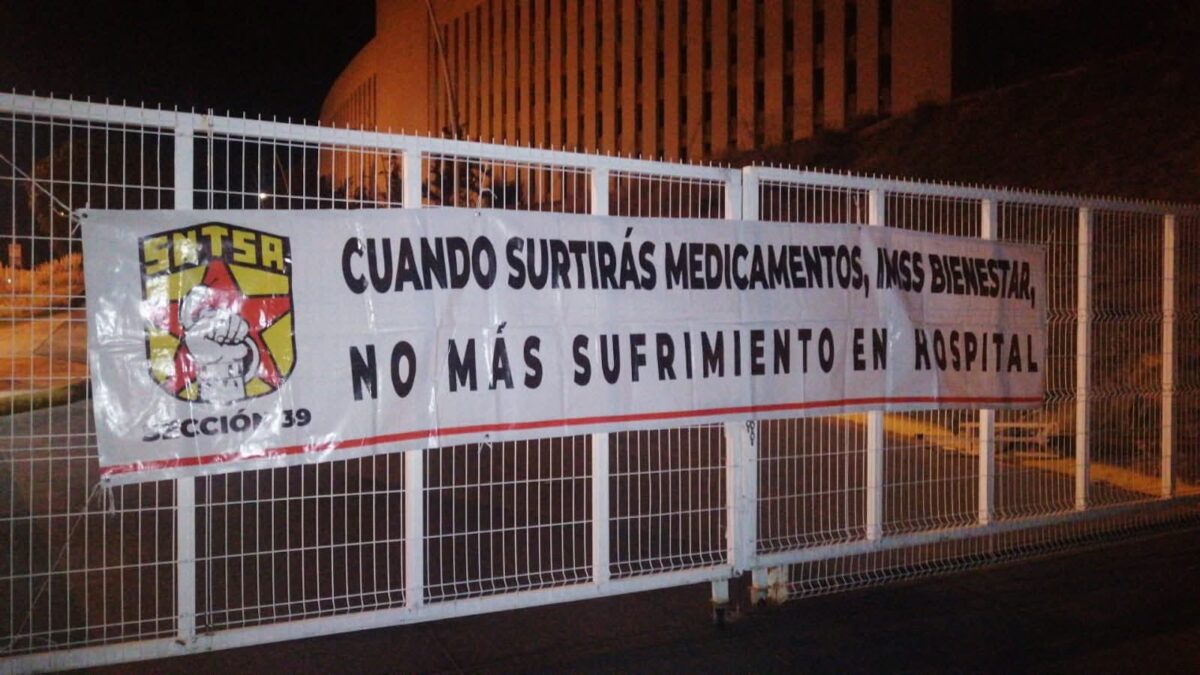 SNTSA
SECCIÓN 39
CUANDO SURTIRÁS MEDICAMENTOS, IMSS BIENESTAR,
NO MÁS SUFRIMIENTO EN HOSPITAL